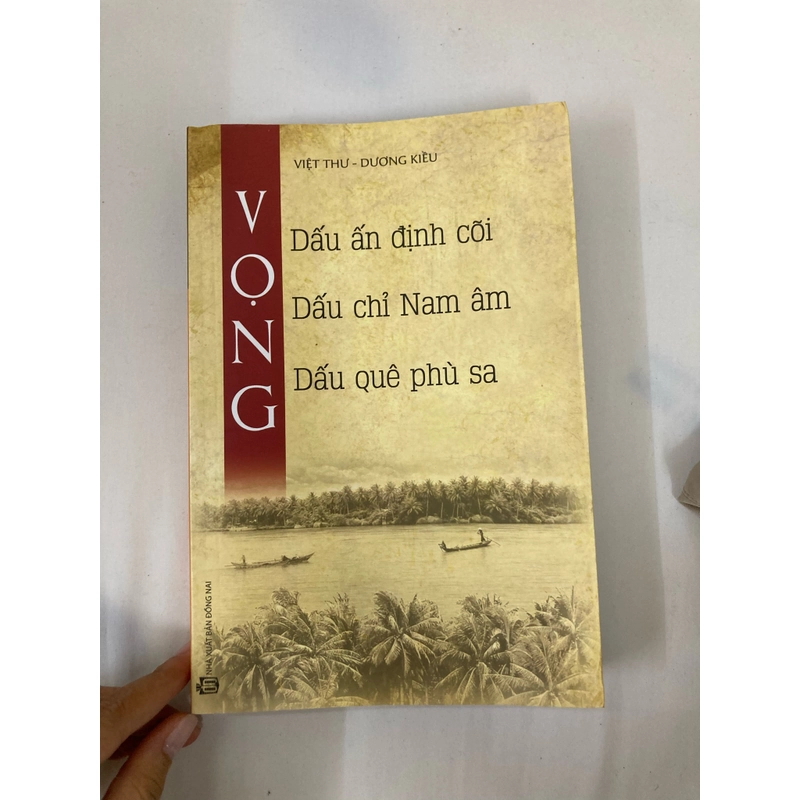 VIỆT THƯ - DƯƠNG KIỀU
VỌNG
Dấu ấn định cõi
Dấu chỉ Nam âm
Dấu quê phù sa
NHÀ XUẤT BẢN ĐỒNG NAI